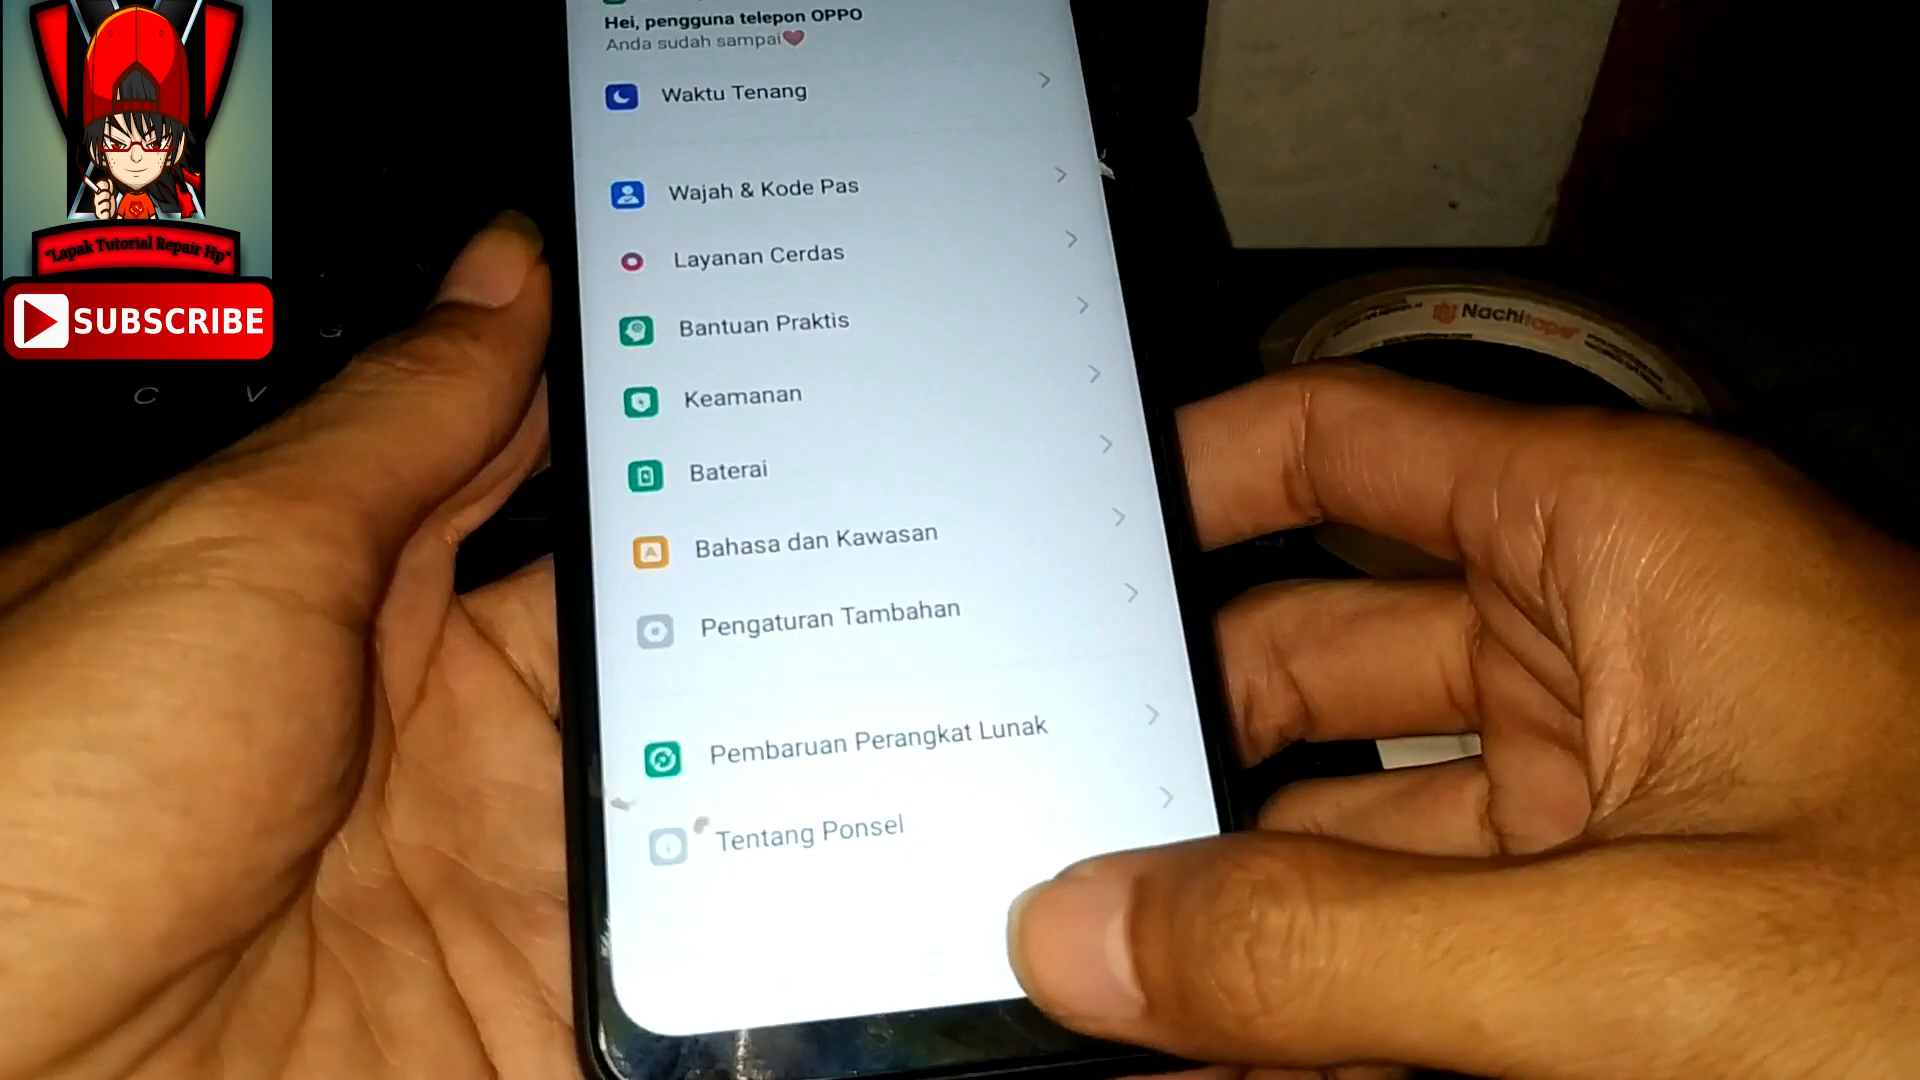 Hei, pengguna telepon OPPO
Anda sudah sampai❤
Waktu Tenang
Wajah & Kode Pas
Layanan Cerdas
Bantuan Praktis
Keamanan
Baterai
Bahasa dan Kawasan
Pengaturan Tambahan
Pembaruan Perangkat Lunak
Tentang Ponsel
"Lapak Tutorial Repair Hp"
SUBSCRIBE
G
C V
Nachitape